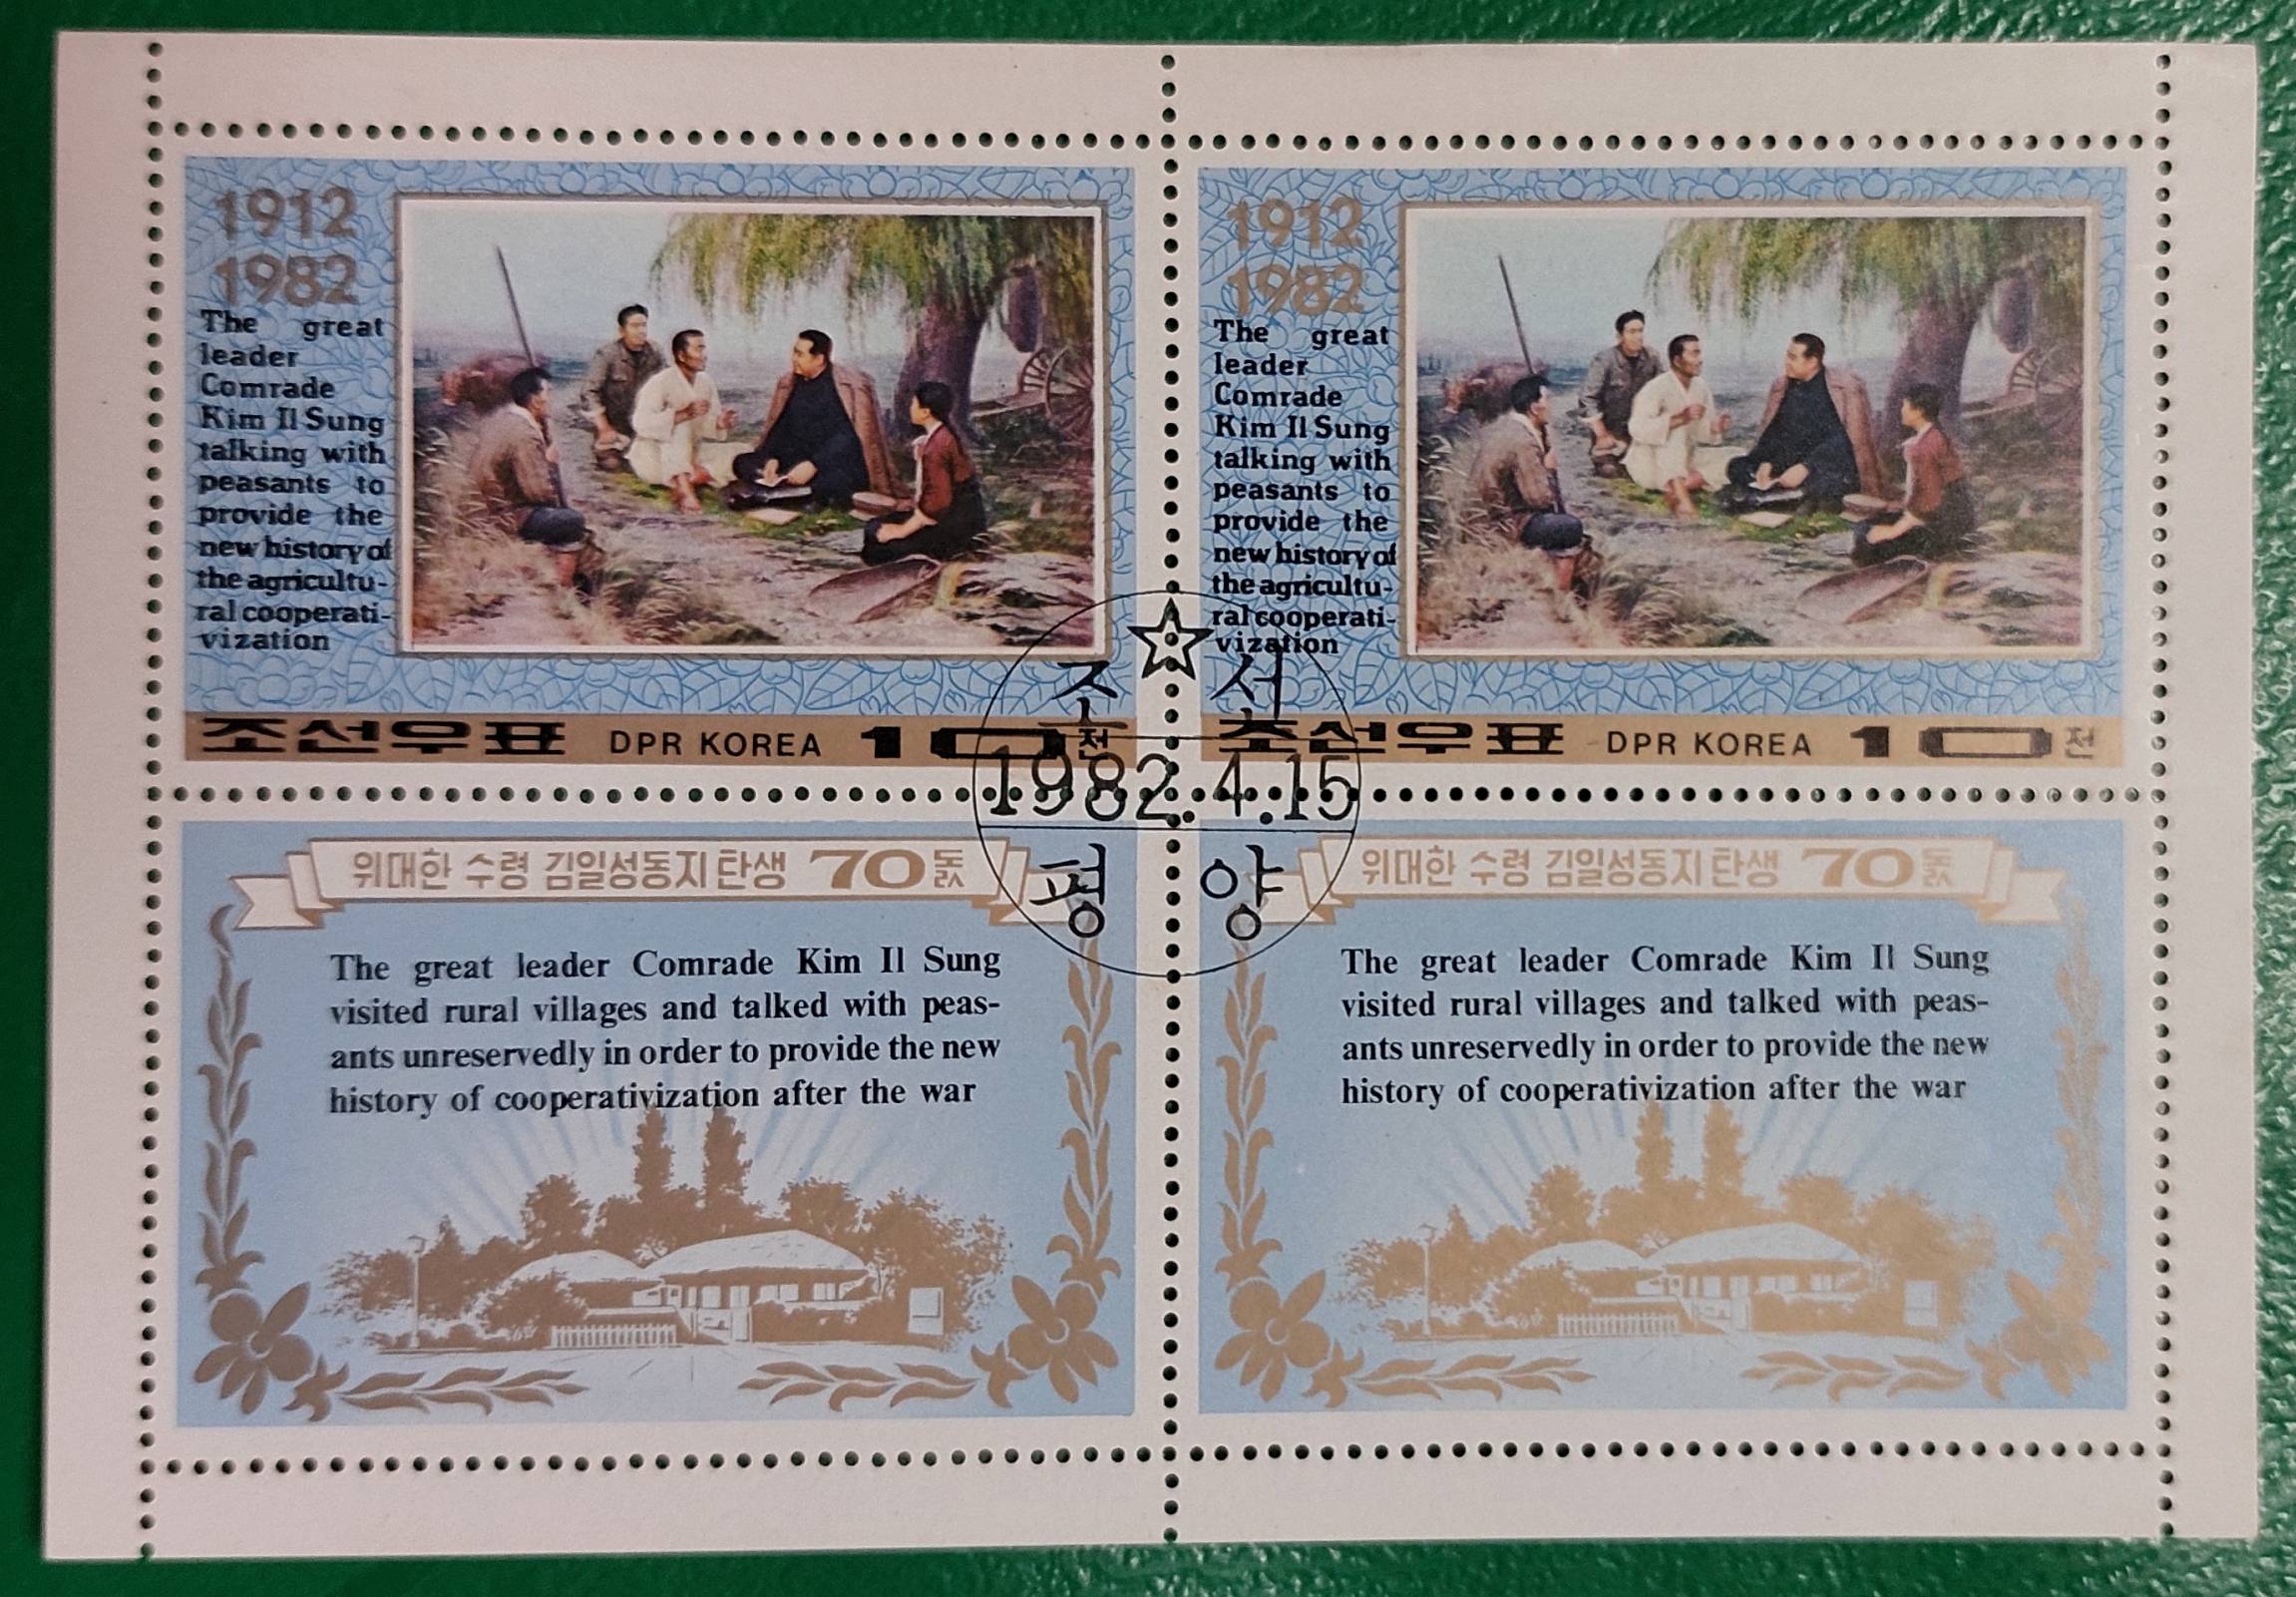 1912
1982
The great
leader
Comrade
Kim Il Sung
talking with
peasants to
provide the
new history of
the agricultu-
ral cooperati-
vization
조선우표 DPR KOREA 10전
1912
1982
The great
leader
Comrade
Kim Il Sung
talking with
peasants to
provide the
new history of
the agricultu-
ral cooperati-
vization
조선우표 DPR KOREA 10전
조선
1982.4.15
평양
위대한 수령 김일성동지 탄생 70돐
The great leader Comrade Kim Il Sung
visited rural villages and talked with peas-
ants unreservedly in order to provide the new
history of cooperativization after the war
위대한 수령 김일성동지 탄생 70돐
The great leader Comrade Kim Il Sung
visited rural villages and talked with peas-
ants unreservedly in order to provide the new
history of cooperativization after the war